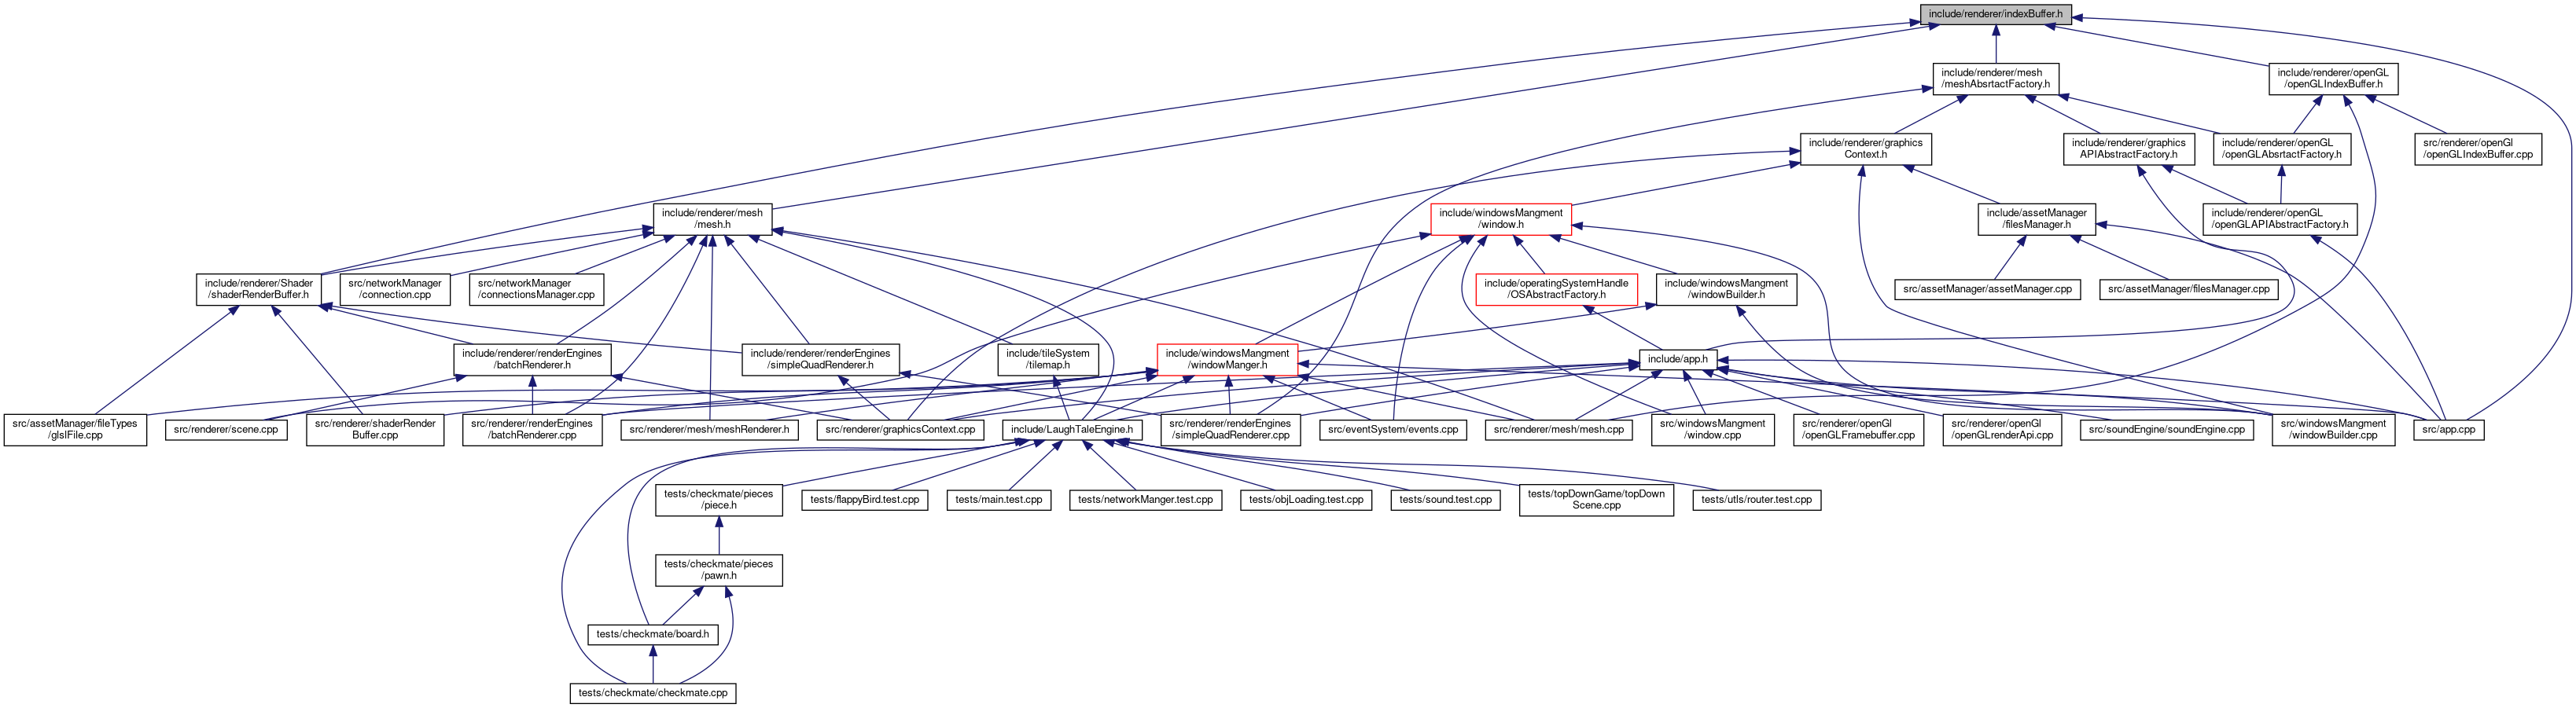 include/renderer/indexBuffer.h
include/renderer/mesh
/meshAbsrtactFactory.h
include/renderer/openGL
/openGLIndexBuffer.h
include/renderer/graphics
Context.h
include/renderer/graphics
APIAbstractFactory.h
include/renderer/openGL
/openGLAbsrtactFactory.h
src/renderer/openGl
/openGLIndexBuffer.cpp
include/renderer/mesh
/mesh.h
include/windowsMangment
/window.h
include/assetManager
/filesManager.h
include/renderer/openGL
/openGLAPIAbstractFactory.h
include/renderer/Shader
/shaderRenderBuffer.h
src/networkManager
/connection.cpp
src/networkManager
/connectionsManager.cpp
include/operatingSystemHandle
/OSAbstractFactory.h
include/windowsMangment
/windowBuilder.h
src/assetManager/assetManager.cpp
src/assetManager/filesManager.cpp
include/renderer/renderEngines
/batchRenderer.h
include/renderer/renderEngines
/simpleQuadRenderer.h
include/tileSystem
/tilemap.h
include/windowsMangment
/windowManger.h
include/app.h
src/assetManager/fileTypes
/glslFile.cpp
src/renderer/scene.cpp
src/renderer/shaderRender
Buffer.cpp
src/renderer/renderEngines
/batchRenderer.cpp
src/renderer/mesh/meshRenderer.h
src/renderer/graphicsContext.cpp
include/LaughTaleEngine.h
src/renderer/renderEngines
/simpleQuadRenderer.cpp
src/eventSystem/events.cpp
src/renderer/mesh/mesh.cpp
src/windowsMangment
/window.cpp
src/renderer/openGl
/openGLFramebuffer.cpp
src/renderer/openGl
/openGLrenderApi.cpp
src/soundEngine/soundEngine.cpp
src/windowsMangment
/windowBuilder.cpp
src/app.cpp
tests/checkmate/pieces
/piece.h
tests/flappyBird.test.cpp
tests/main.test.cpp
tests/networkManger.test.cpp
tests/objLoading.test.cpp
tests/sound.test.cpp
tests/topDownGame/topDown
Scene.cpp
tests/utls/router.test.cpp
tests/checkmate/pieces
/pawn.h
tests/checkmate/board.h
tests/checkmate/checkmate.cpp